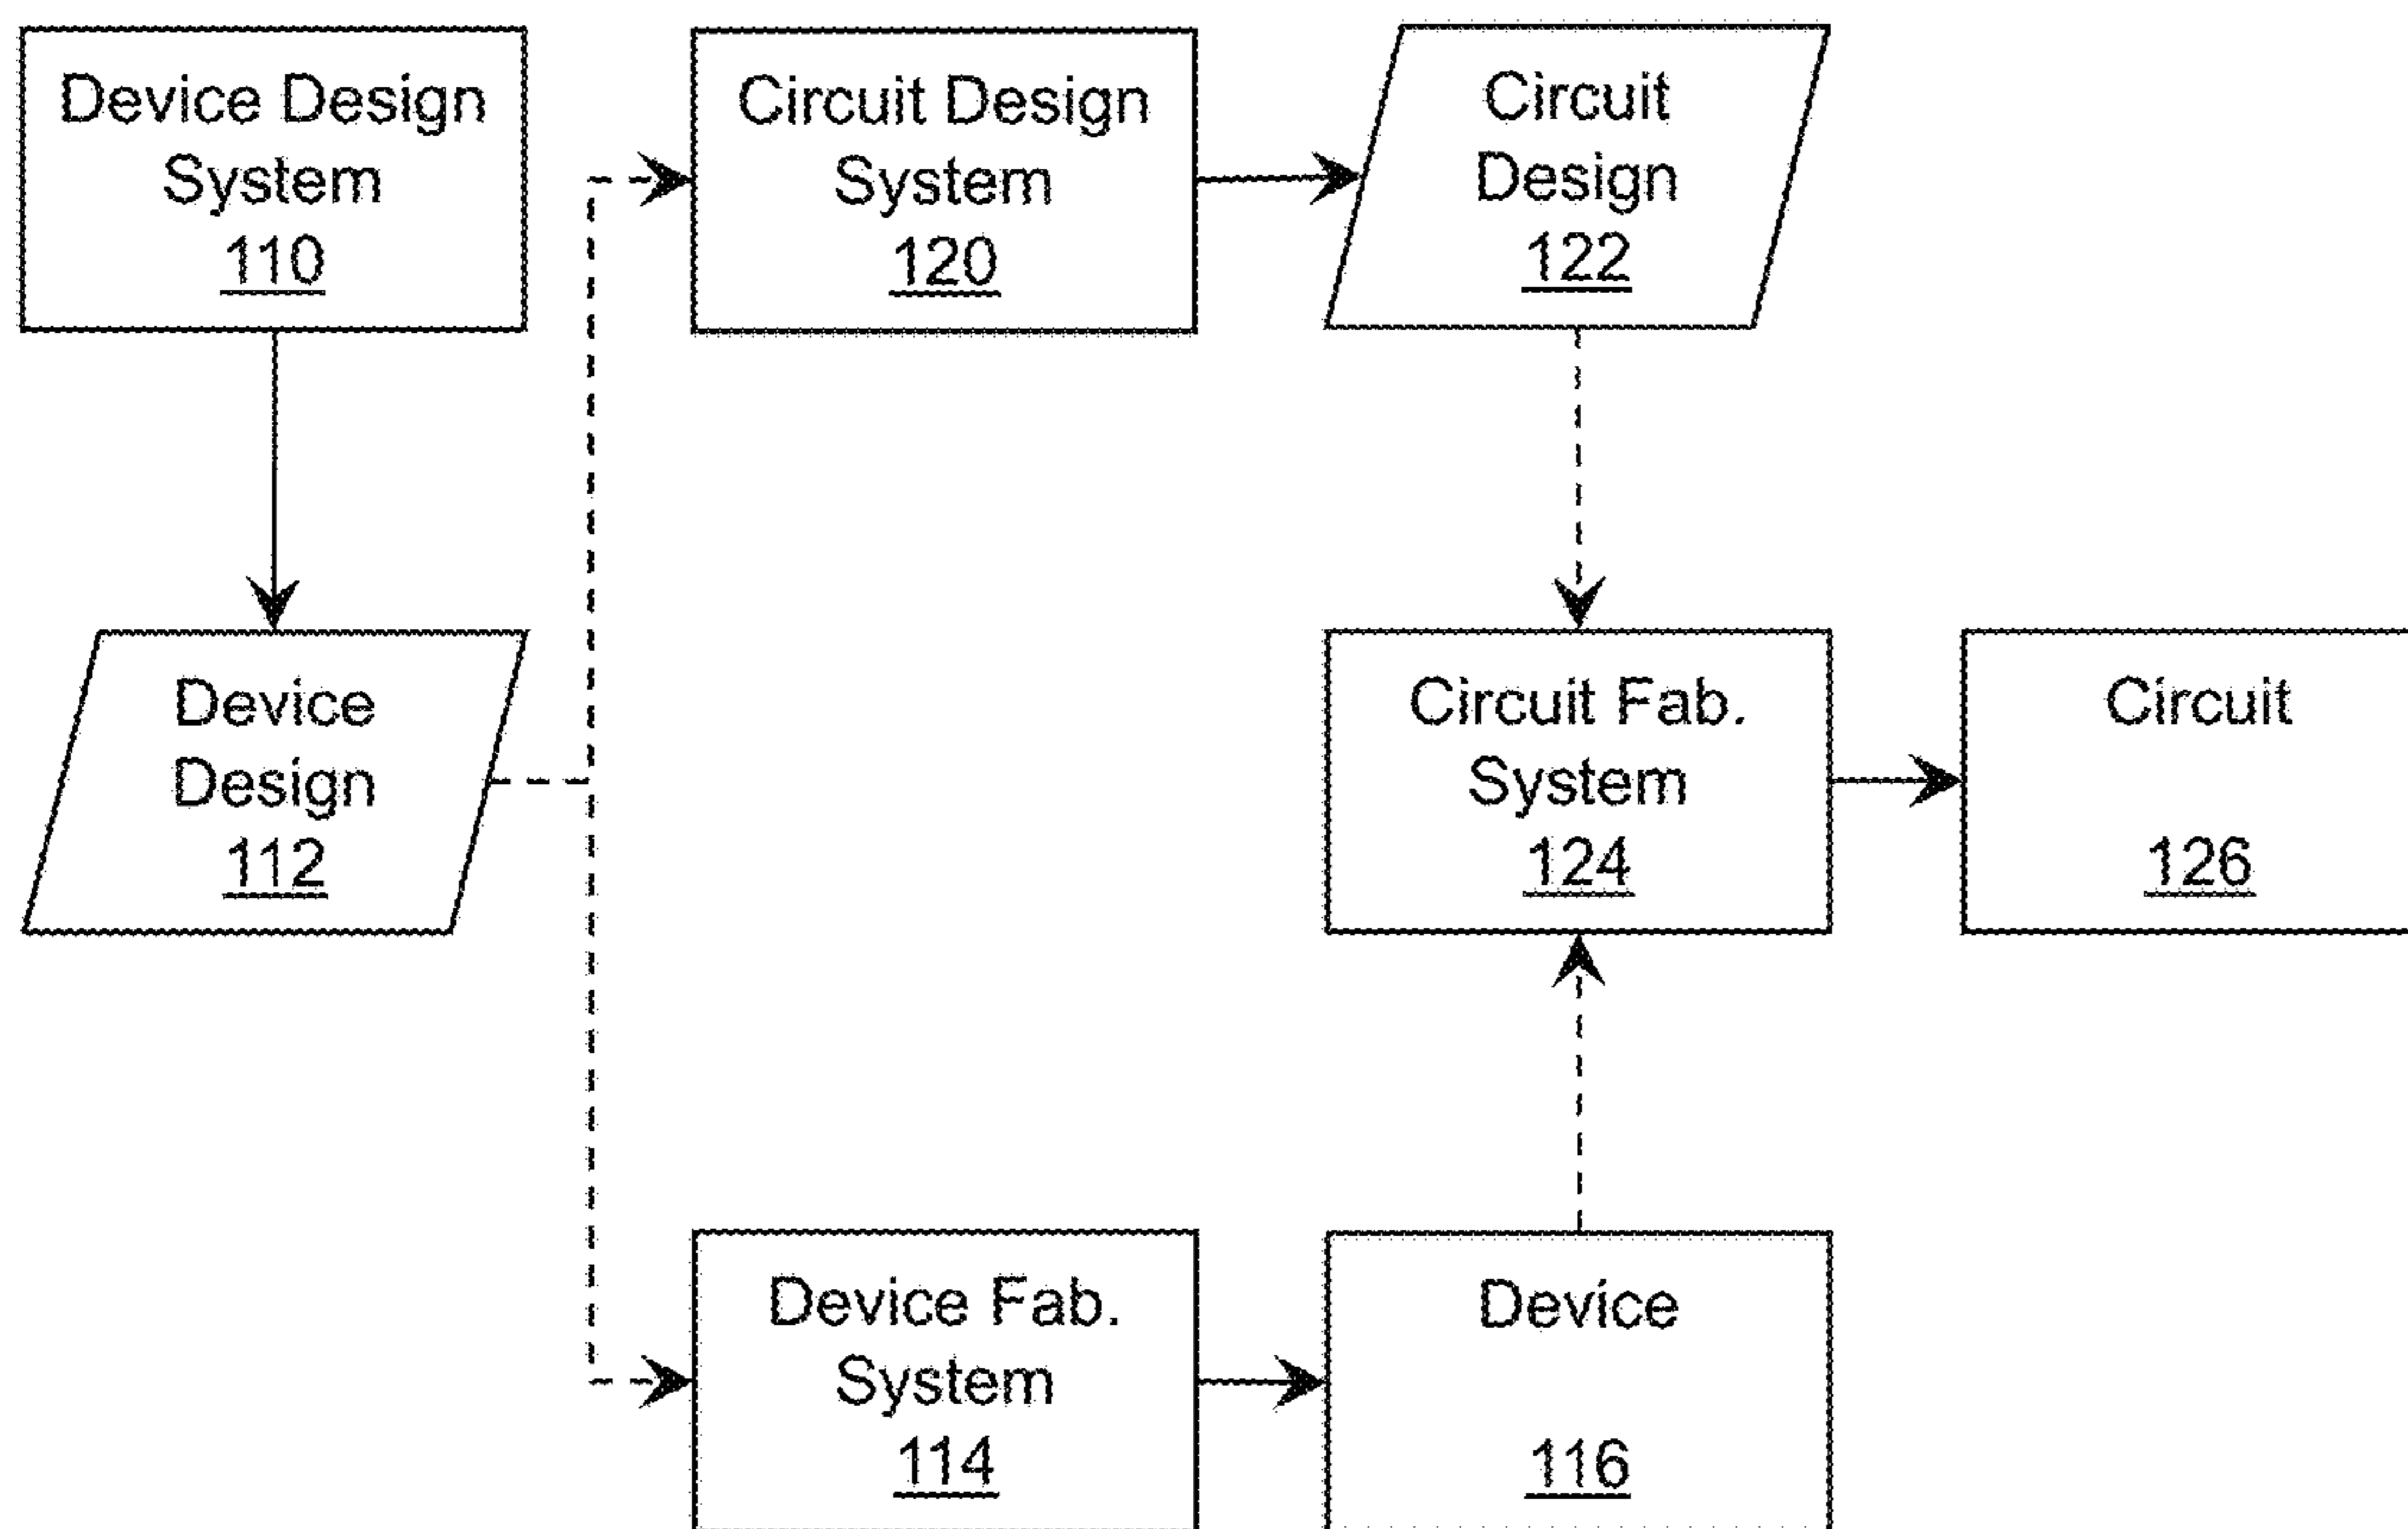 Device Design
System
110
Circuit Design
System
120
Circuit
Design
122
Device
Design
112
Circuit Fab.
System
124
Circuit
126
Device Fab.
System
114
Device
116